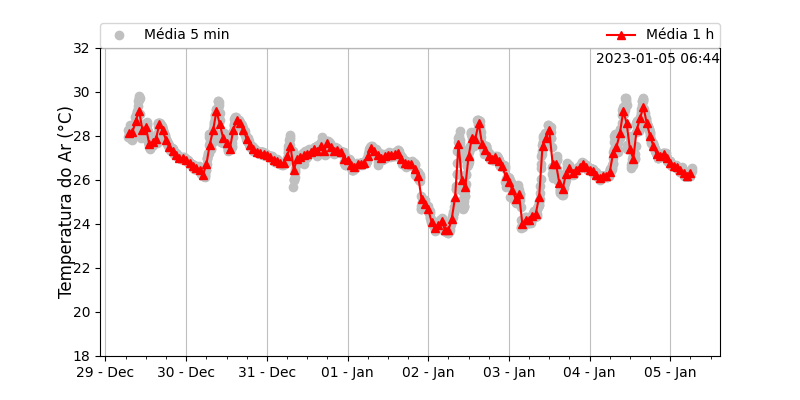 Média 5 min
Média 1 h
2023-01-05 06:44
Temperatura do Ar (°C)
32
30
28
26
24
22
20
18
29 - Dec
30 - Dec
31 - Dec
01 - Jan
02 - Jan
03 - Jan
04 - Jan
05 - Jan